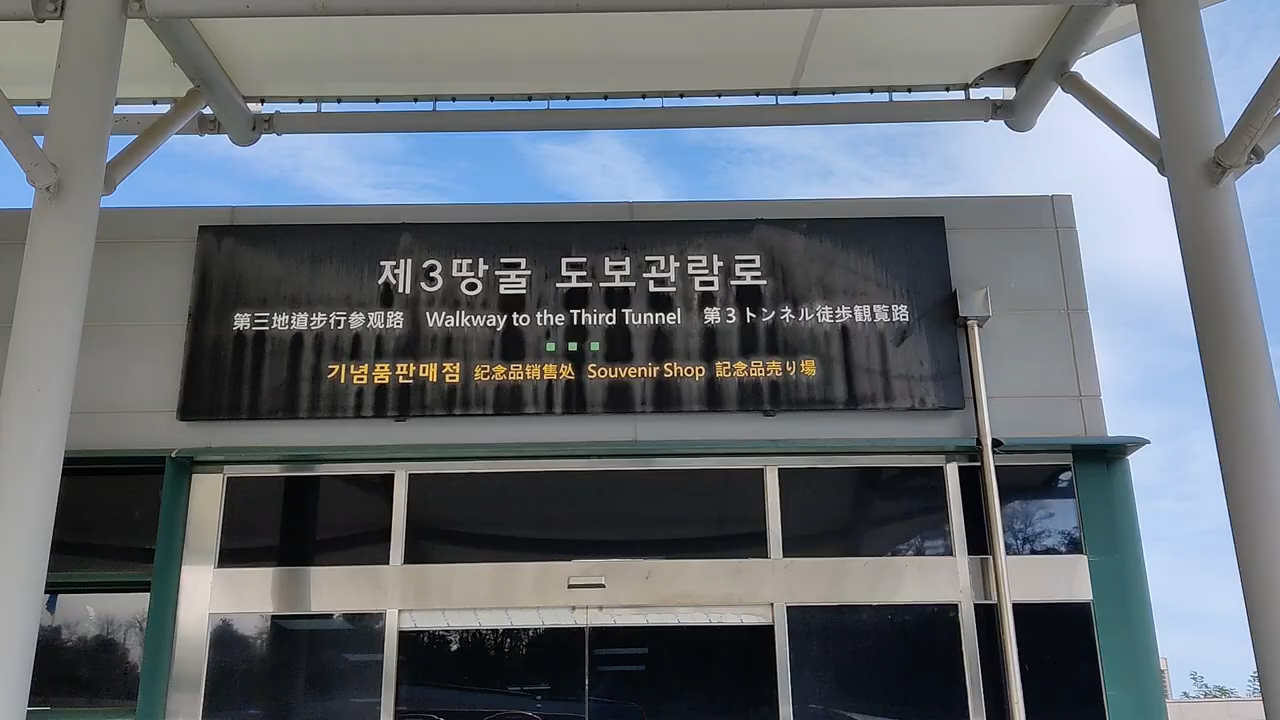 제3땅굴 도보관람로
第三地道步行参观路 Walkway to the Third Tunnel 第3トンネル徒歩観覧路
기념품판매점 纪念品销售处 Souvenir Shop 記念品売り場